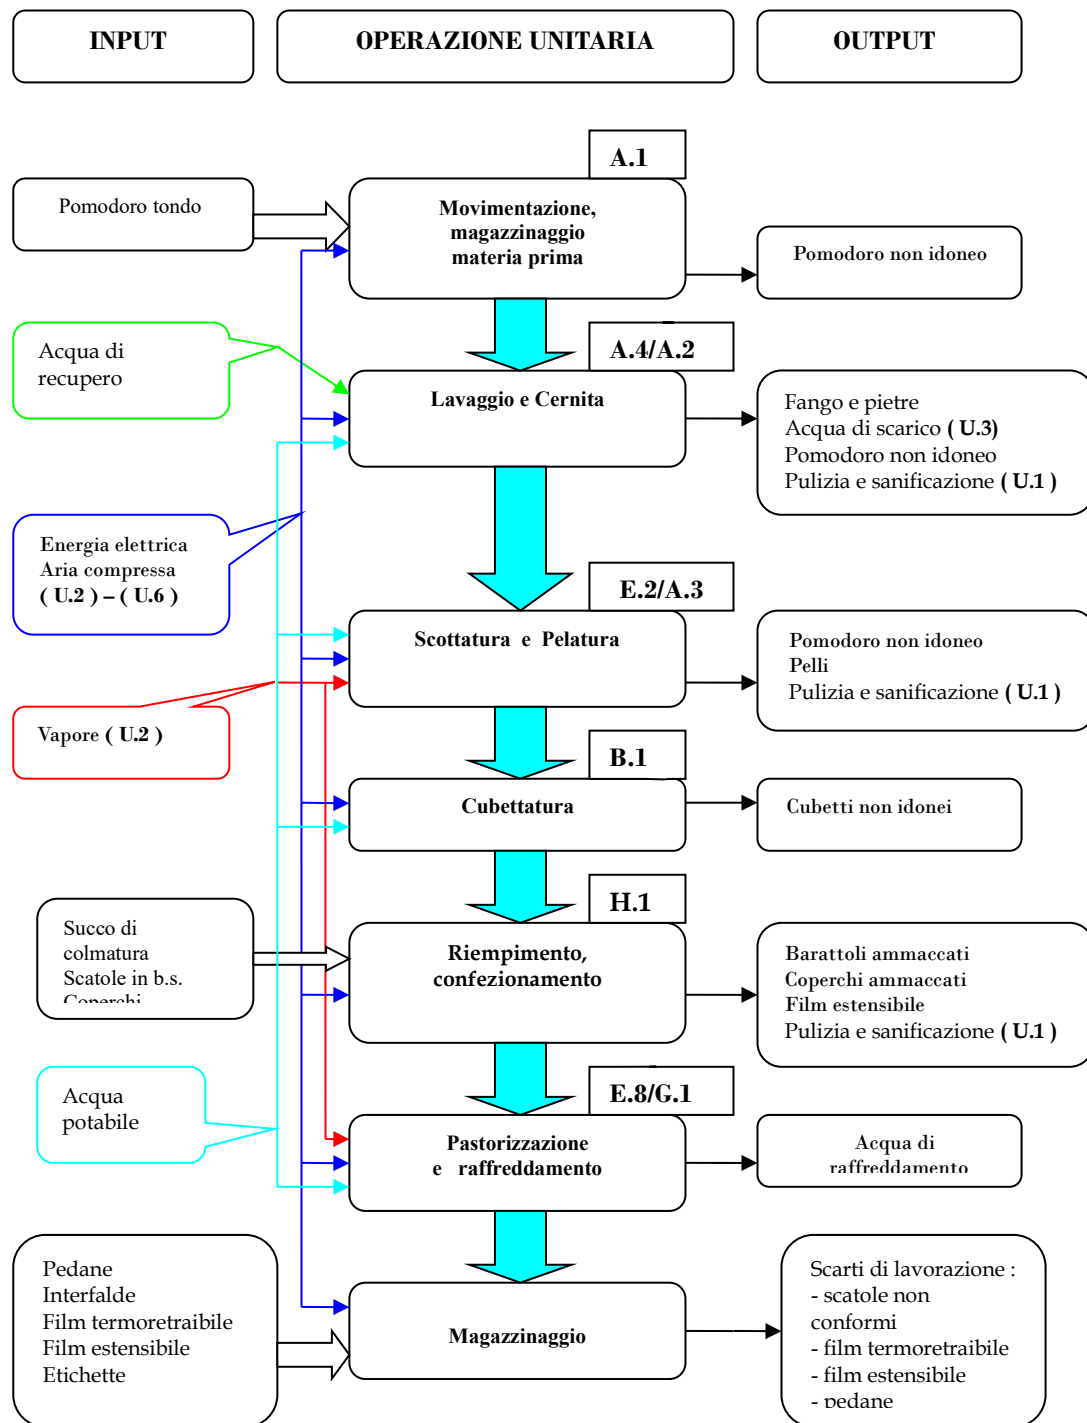 INPUT
OPERAZIONE UNITARIA
OUTPUT
A.1
Pomodoro tondo
Movimentazione,
magazzinaggio
materia prima
Pomodoro non idoneo
A.4/A.2
Acqua di
recupero
Lavaggio e Cernita
Fango e pietre
Acqua di scarico ( U.3)
Pomodoro non idoneo
Pulizia e sanificazione ( U.1 )
Energia elettrica
Aria compressa
( U.2 ) – ( U.6 )
E.2/A.3
Scottatura e Pelatura
Pomodoro non idoneo
Pelli
Pulizia e sanificazione ( U.1 )
Vapore ( U.2 )
B.1
Cubettatura
Cubetti non idonei
H.1
Succo di
colmatura
Scatole in b.s.
Coperchi
Riempimento,
confezionamento
Barattoli ammaccati
Coperchi ammaccati
Film estensibile
Pulizia e sanificazione ( U.1 )
E.8/G.1
Acqua
potabile
Pastorizzazione
e raffreddamento
Acqua di
raffreddamento
Pedane
Interfalde
Film termoretraibile
Film estensibile
Etichette
Magazzinaggio
Scarti di lavorazione :
- scatole non
conformi
- film termoretraibile
- film estensibile
- pedane